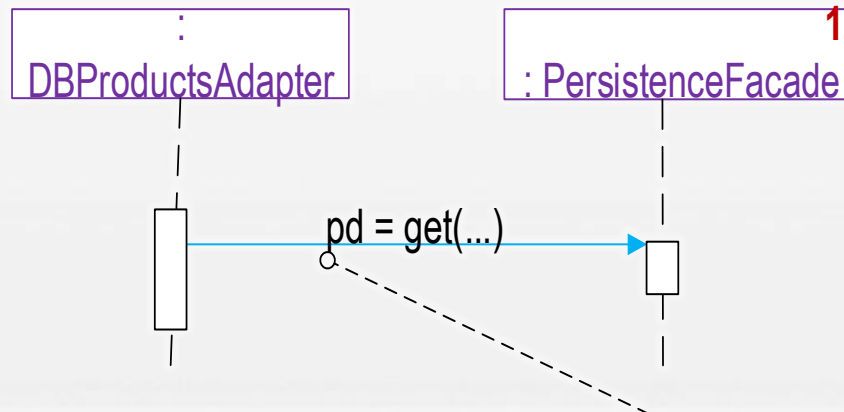 :
DBProductsAdapter
1
: PersistenceFacade
pd = get(...)